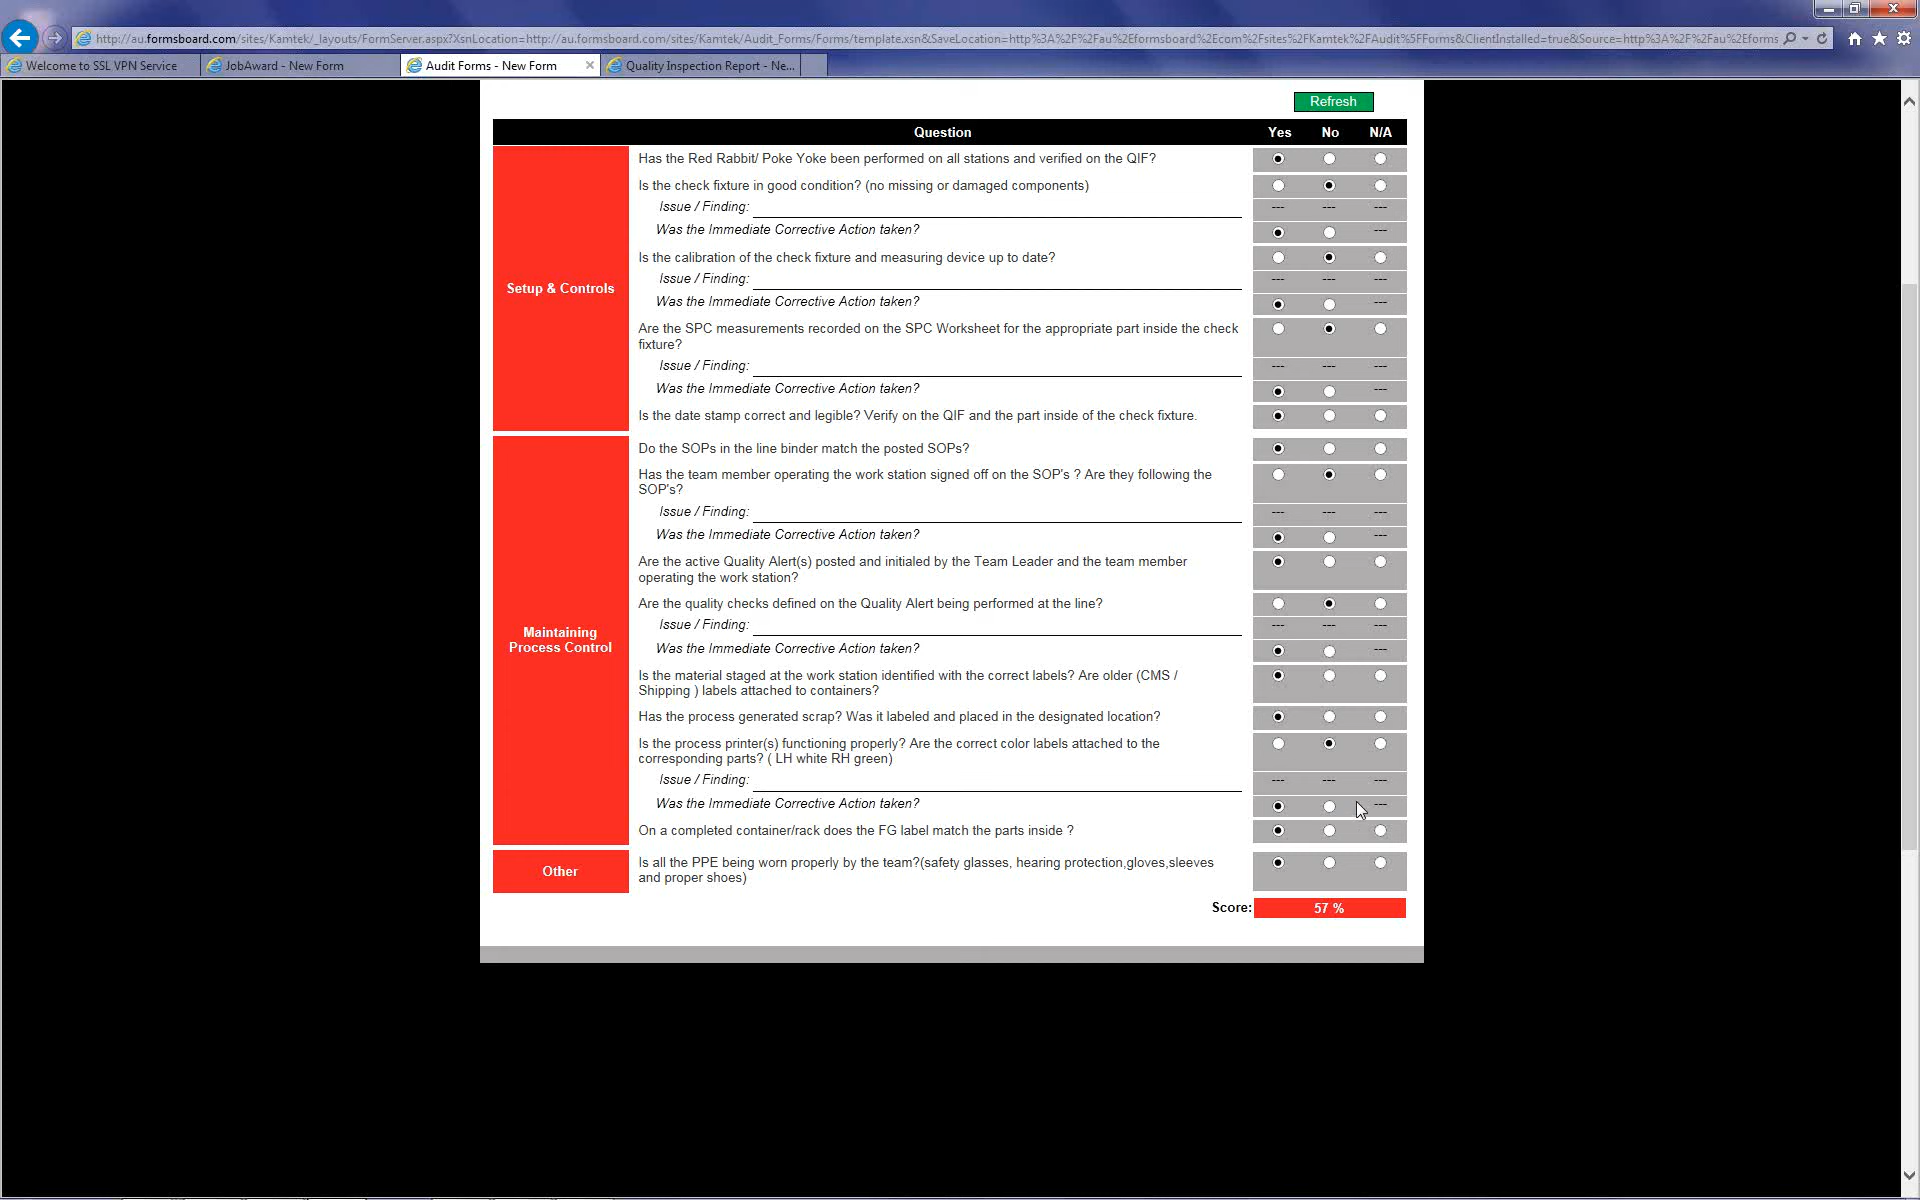 http://au.formsboard.com/sites/Kamtek/_layouts/FormServer.aspx?XsnLocation=http://au.formsboard.com/sites/Kamtek/Audit_Forms/Forms/template.xsn&SaveLocation=http%3A%2F%2Fau%2Eformsboard%2Ecom%2Fsites%2FKamtek%2FAudit%5FForms&ClientInstalled=true&Source=http%3A%2F%2Fau%2Eforms
Welcome to SSL VPN Service
JobAward - New Form
Audit Forms - New Form
Quality Inspection Report - Ne...
Refresh
Question Yes No N/A
Setup & Controls
Has the Red Rabbit/ Poke Yoke been performed on all stations and verified on the QIF?
Is the check fixture in good condition? (no missing or damaged components)
Issue / Finding: --- --- ---
Was the Immediate Corrective Action taken? ---
Is the calibration of the check fixture and measuring device up to date?
Issue / Finding: --- --- ---
Was the Immediate Corrective Action taken? ---
Are the SPC measurements recorded on the SPC Worksheet for the appropriate part inside the check
fixture?
Issue / Finding: --- --- ---
Was the Immediate Corrective Action taken? ---
Is the date stamp correct and legible? Verify on the QIF and the part inside of the check fixture.
Maintaining
Process Control
Do the SOPs in the line binder match the posted SOPs?
Has the team member operating the work station signed off on the SOP's ? Are they following the
SOP's?
Issue / Finding: --- --- ---
Was the Immediate Corrective Action taken? ---
Are the active Quality Alert(s) posted and initialed by the Team Leader and the team member
operating the work station?
Are the quality checks defined on the Quality Alert being performed at the line?
Issue / Finding: --- --- ---
Was the Immediate Corrective Action taken? ---
Is the material staged at the work station identified with the correct labels? Are older (CMS /
Shipping ) labels attached to containers?
Has the process generated scrap? Was it labeled and placed in the designated location?
Is the process printer(s) functioning properly? Are the correct color labels attached to the
corresponding parts? ( LH white RH green)
Issue / Finding: --- --- ---
Was the Immediate Corrective Action taken? ---
On a completed container/rack does the FG label match the parts inside ?
Other
Is all the PPE being worn properly by the team?(safety glasses, hearing protection,gloves,sleeves
and proper shoes)
Score: 57 %